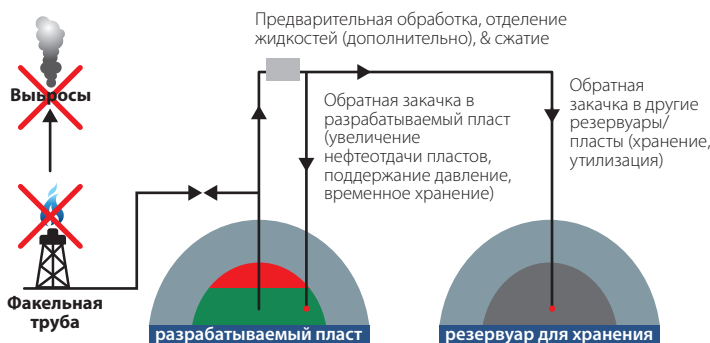 Предварительная обработка, отделение
жидкостей (дополнительно), & сжатие
Выбросы
Обратная закачка в
разрабатываемый пласт
(увеличение
нефтеотдачи пластов,
поддержание давление,
временное хранение)
Обратная
закачка в другие
резервуары/
пласты (хранение,
утилизация)
Факельная
труба
разрабатываемый пласт
резервуар для хранения